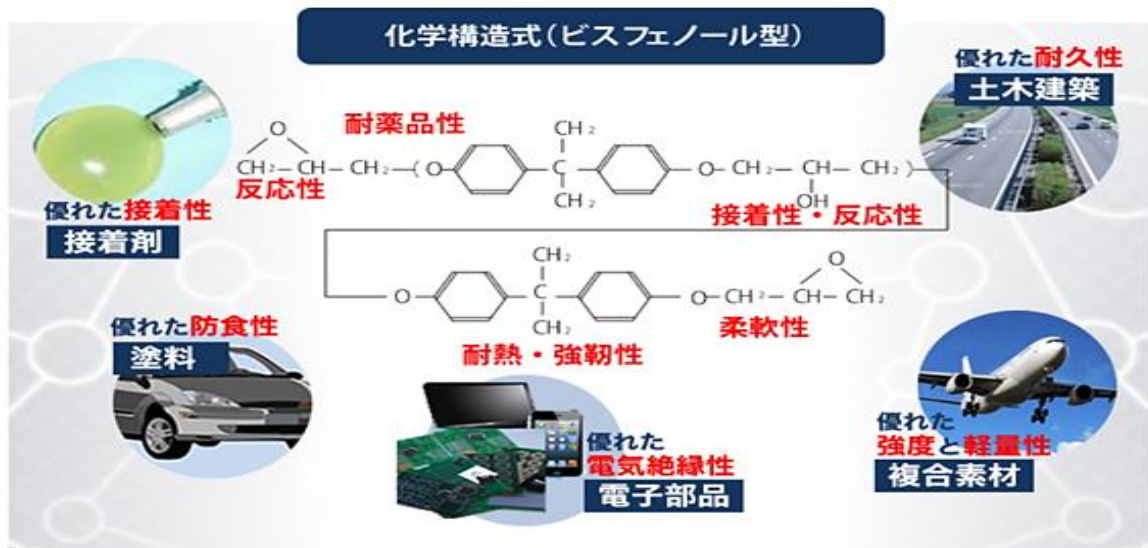 化学構造式（ビスフェノール型）
優れた接着性
接着剤
優れた耐久性
土木建築
耐薬品性
O CH₂
CH₂－CH－CH₂－(O C O－CH₂－CH－CH₂)
CH₂ OH
反応性
接着性・反応性
CH₂ O
O C O－CH₂－CH－CH₂
CH₂
耐熱・強靭性
柔軟性
優れた防食性
塗料
優れた
電気絶縁性
電子部品
優れた
強度と軽量性
複合素材